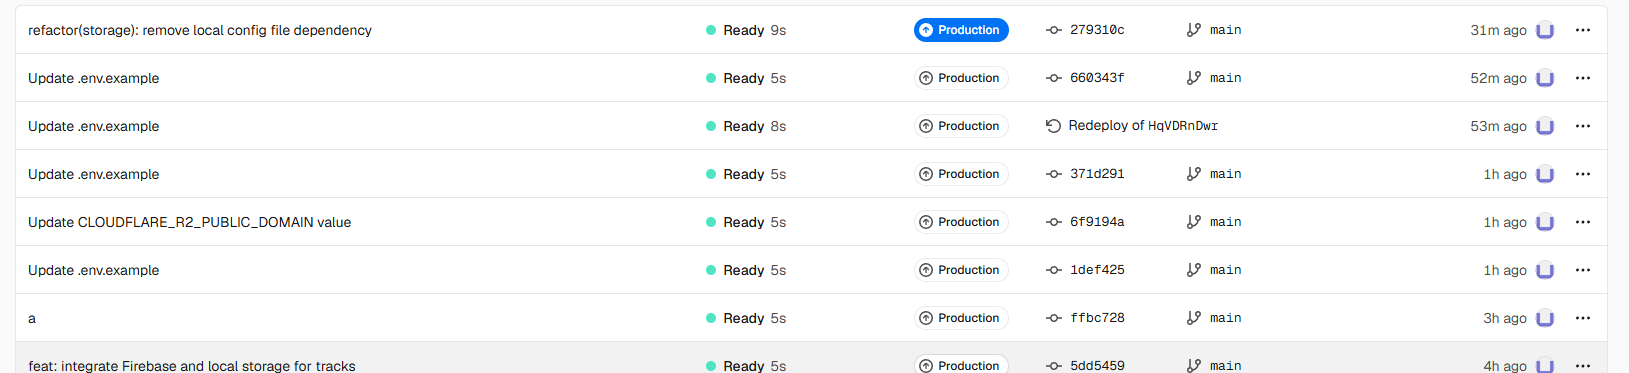 refactor(storage): remove local config file dependency Ready 9s Production 279310c main 31m ago
Update .env.example Ready 5s Production 660343f main 52m ago
Update .env.example Ready 8s Production Redeploy of HqVDRnDwr 53m ago
Update .env.example Ready 5s Production 371d291 main 1h ago
Update CLOUDFLARE_R2_PUBLIC_DOMAIN value Ready 5s Production 6f9194a main 1h ago
Update .env.example Ready 5s Production 1def425 main 1h ago
a Ready 5s Production ffbc728 main 3h ago
feat: integrate Firebase and local storage for tracks Ready 5s Production 5dd5459 main 4h ago